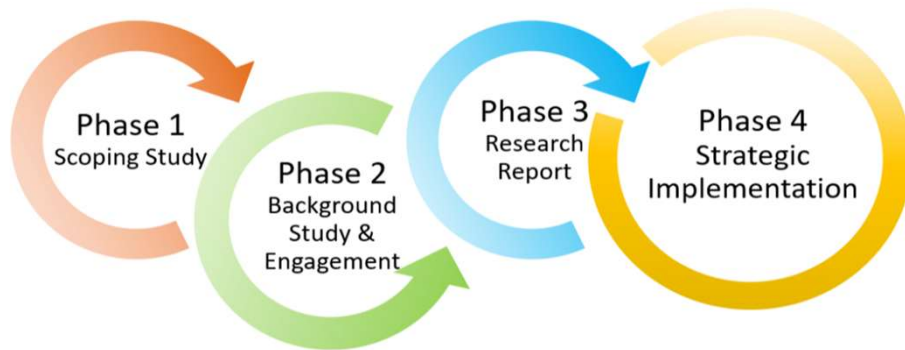 Phase 1
Scoping Study
Phase 2
Background
Study &
Engagement
Phase 3
Research
Report
Phase 4
Strategic
Implementation